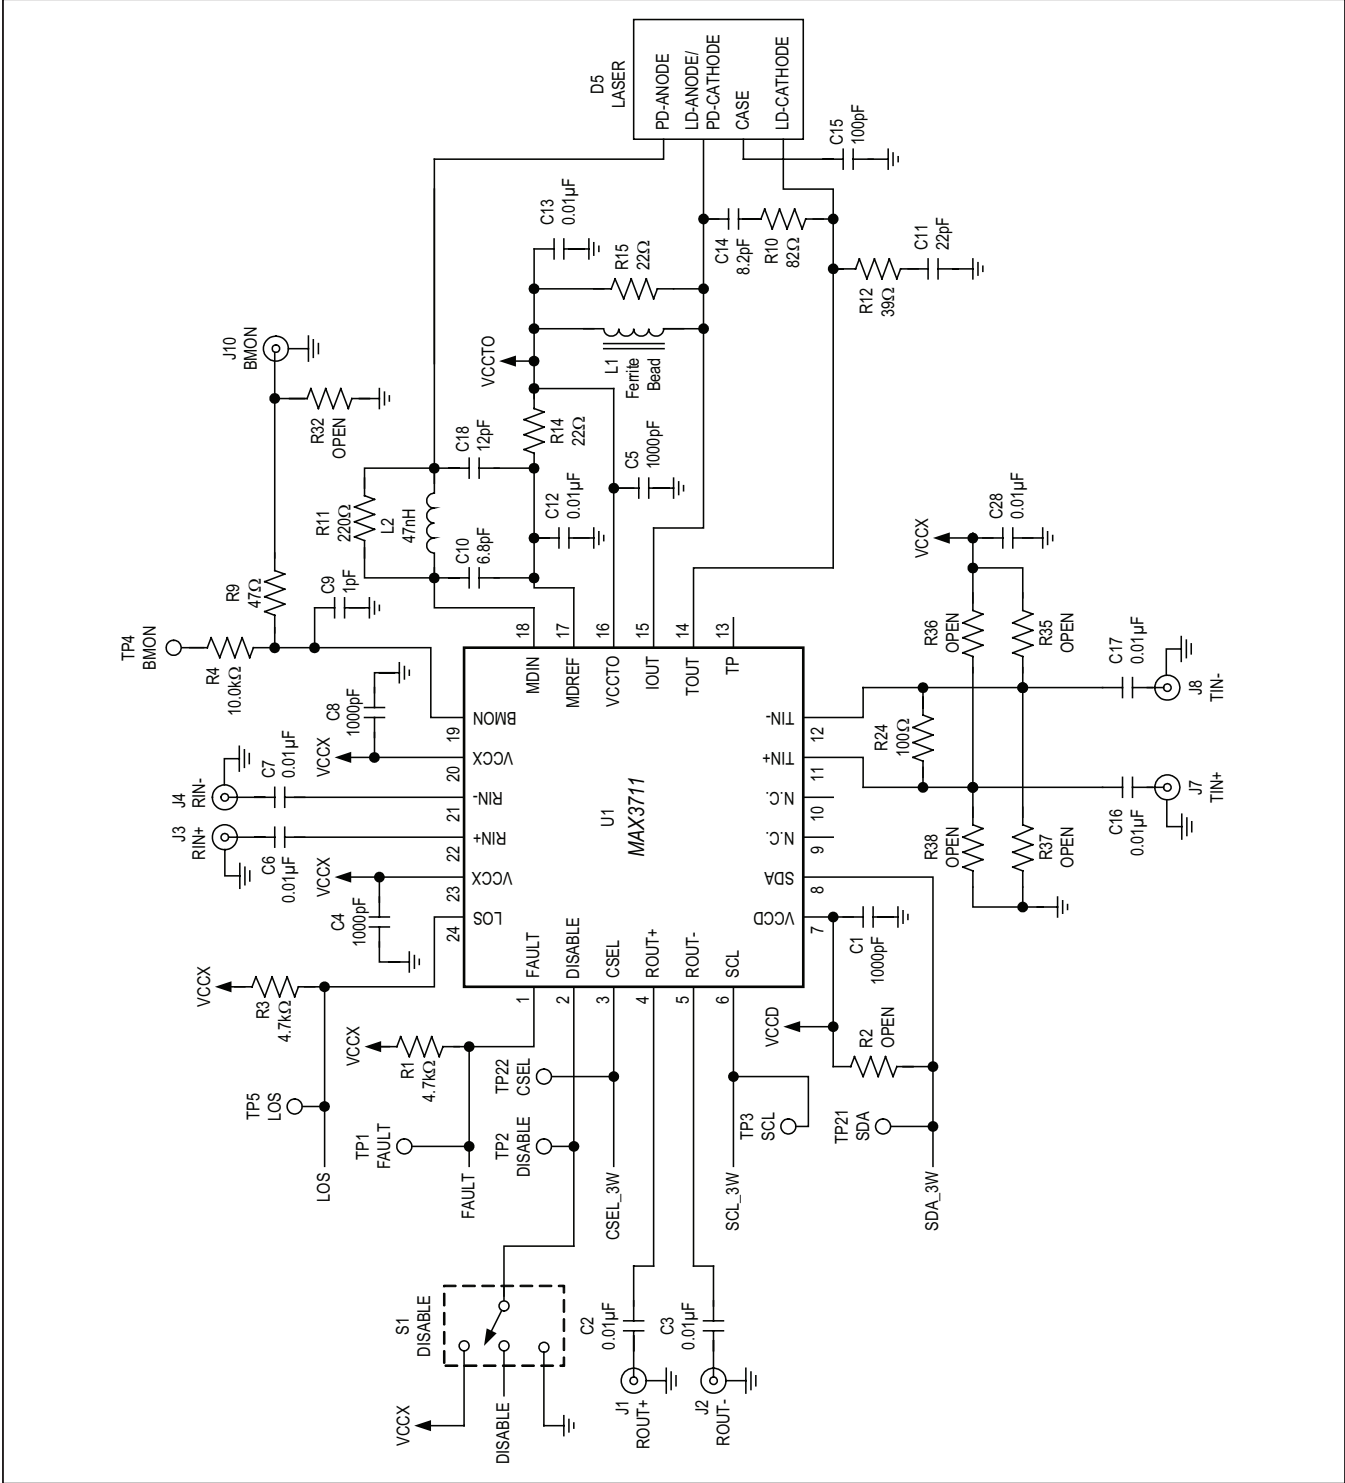 D5
LASER
PD-ANODE
LD-ANODE/
PD-CATHODE
CASE
LD-CATHODE
C15
100pF
C13
0.01µF
R15
22Ω
C14
8.2pF
R10
82Ω
R12
39Ω
C11
22pF
J10
BMON
R32
OPEN
VCCTO
L1
Ferrite
Bead
R14
22Ω
C18
12pF
C5
1000pF
R11
220Ω
L2
47nH
C10
6.8pF
C12
0.01µF
R9
47Ω
C9
1pF
TP4
BMON
R4
10.0kΩ
C8
1000pF
VCCX
J4
RIN-
C7
0.01µF
J3
RIN+
C6
0.01µF
VCCX
C4
1000pF
VCCX
R3
4.7kΩ
TP5
LOS
LOS
VCCX
R1
4.7kΩ
TP1
FAULT
FAULT
TP22
CSEL
TP2
DISABLE
CSEL_3W
S1
DISABLE
VCCX
DISABLE
C2
0.01µF
J1
ROUT+
C3
0.01µF
J2
ROUT-
TP3
SCL
SCL_3W
VCCD
R2
OPEN
TP21
SDA
SDA_3W
C1
1000pF
U1
MAX3711
1
FAULT
2
DISABLE
3
CSEL
4
ROUT+
5
ROUT-
6
SCL
7
VCCD
8
SDA
9
N.C.
10
N.C.
11
TIN+
12
TIN-
13
TP
14
TOUT
15
IOUT
16
VCCTO
17
MDREF
18
MDIN
19
BMON
20
VCCX
21
RIN-
22
RIN+
23
VCCX
24
LOS
VCCX
C28
0.01µF
R36
OPEN
R35
OPEN
R24
100Ω
R38
OPEN
R37
OPEN
C17
0.01µF
J8
TIN-
C16
0.01µF
J7
TIN+